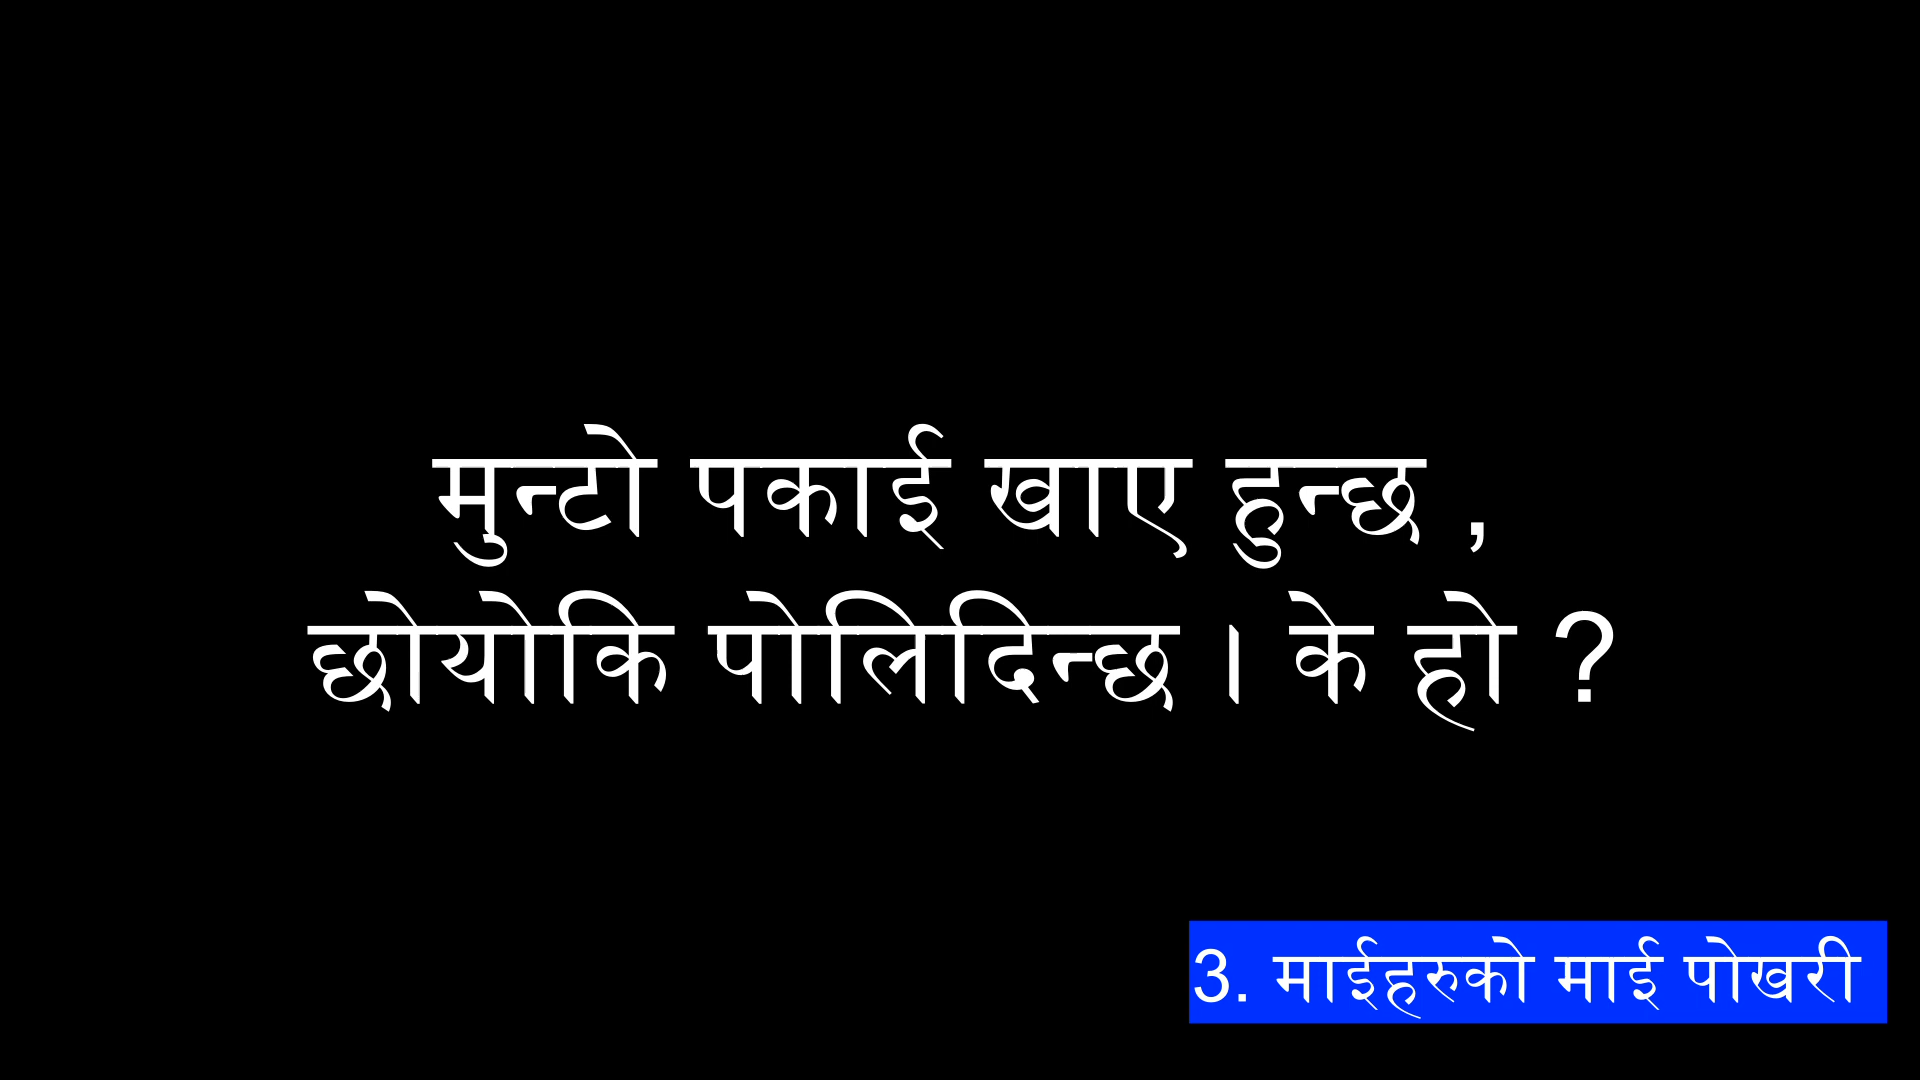 मुन्टो पकाई खाए हुन्छ ,
छोयोकि पोलिदिन्छ । के हो ?
3. माईहरुको माई पोखरी